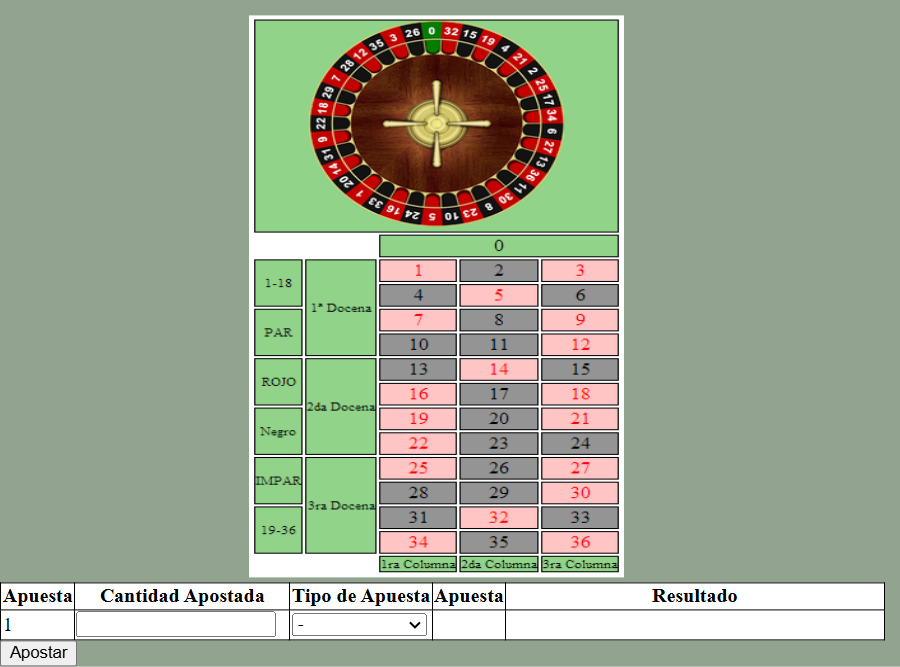 0 32 15 19 4 21 2 25 17 34 6 27 13 36 11 30 8 23 10 5 24 16 33 1 20 14 31 9 22 18 29 7 28 12 35 3 26
0
1-18 1ª Docena 1 2 3
4 5 6
PAR 7 8 9
10 11 12
ROJO 2da Docena 13 14 15
16 17 18
Negro 19 20 21
22 23 24
IMPAR 3ra Docena 25 26 27
28 29 30
19-36 31 32 33
34 35 36
1ra Columna 2da Columna 3ra Columna
Apuesta Cantidad Apostada Tipo de Apuesta Apuesta Resultado
1 -
Apostar